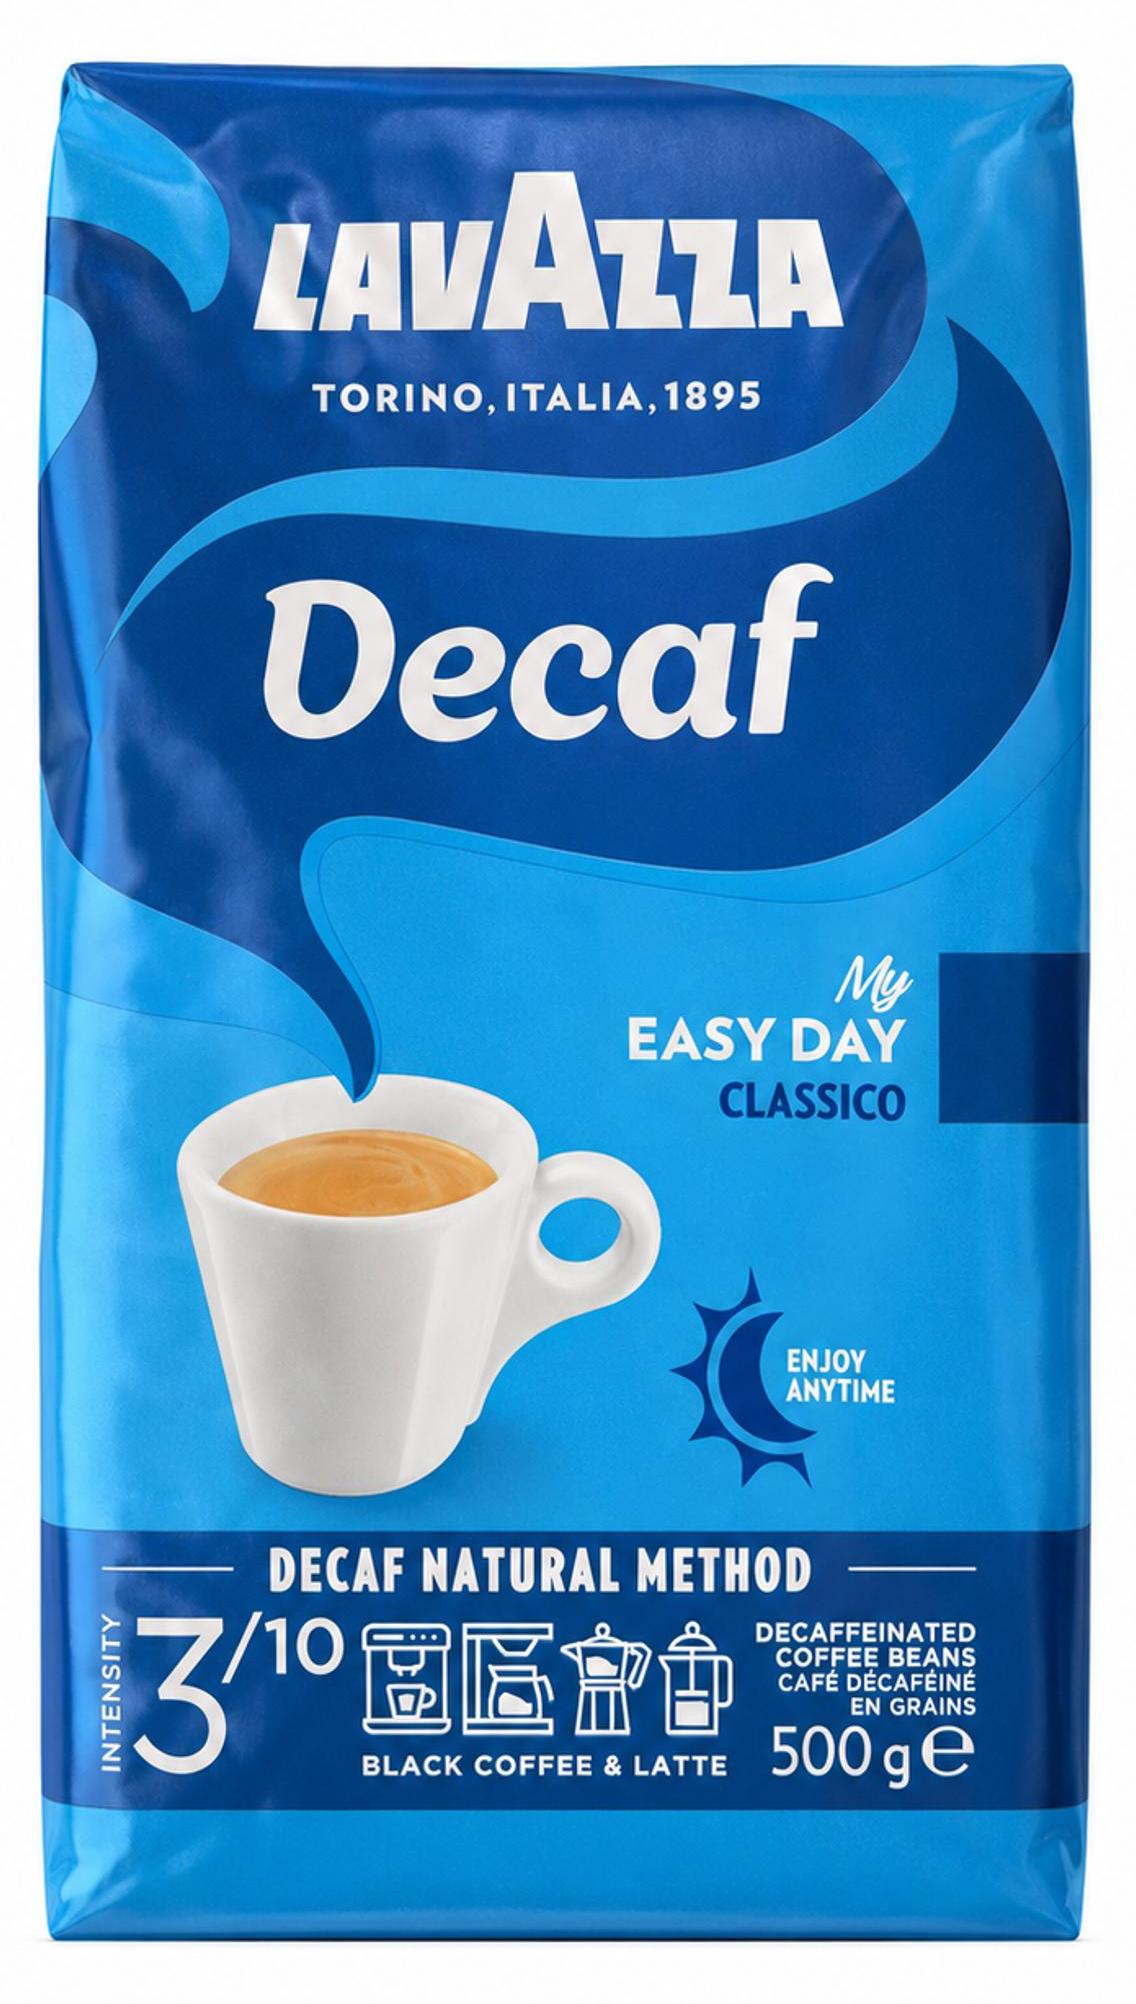 LAVAZZA
TORINO, ITALIA, 1895
Decaf
My
EASY DAY
CLASSICO
ENJOY
ANYTIME
DECAF NATURAL METHOD
INTENSITY
3/10
BLACK COFFEE & LATTE
DECAFFEINATED
COFFEE BEANS
CAFÉ DÉCAFÉINÉ
EN GRAINS
500 g e